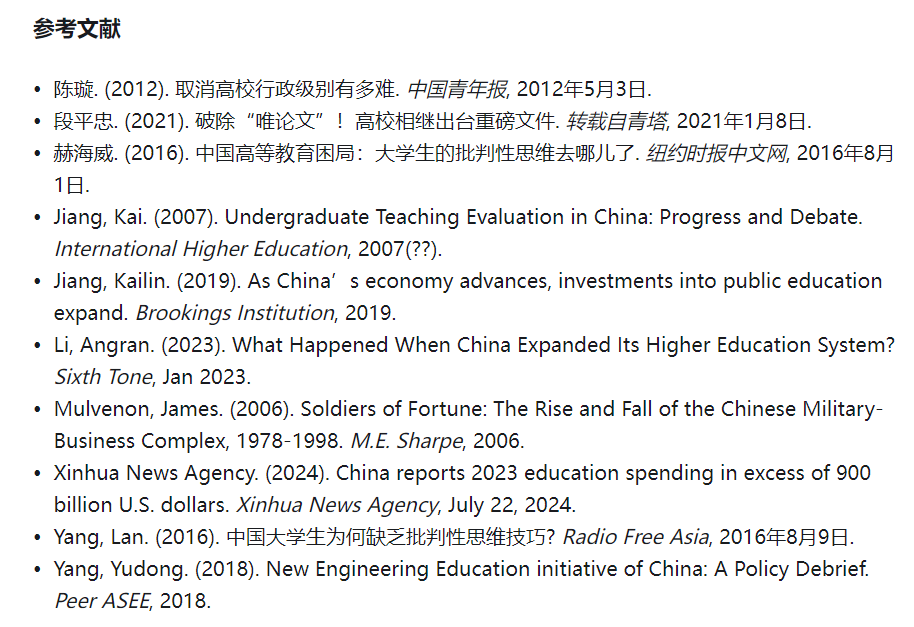 参考文献
• 陈璇. (2012). 取消高校行政级别有多难. 中国青年报, 2012年5月3日.
• 段平忠. (2021). 破除“唯论文”！高校相继出台重磅文件. 转载自青塔, 2021年1月8日.
• 赫海威. (2016). 中国高等教育困局：大学生的批判性思维去哪儿了. 纽约时报中文网, 2016年8月
1日.
• Jiang, Kai. (2007). Undergraduate Teaching Evaluation in China: Progress and Debate.
International Higher Education, 2007(??).
• Jiang, Kailin. (2019). As China’s economy advances, investments into public education
expand. Brookings Institution, 2019.
• Li, Angran. (2023). What Happened When China Expanded Its Higher Education System?
Sixth Tone, Jan 2023.
• Mulvenon, James. (2006). Soldiers of Fortune: The Rise and Fall of the Chinese Military-
Business Complex, 1978-1998. M.E. Sharpe, 2006.
• Xinhua News Agency. (2024). China reports 2023 education spending in excess of 900
billion U.S. dollars. Xinhua News Agency, July 22, 2024.
• Yang, Lan. (2016). 中国大学生为何缺乏批判性思维技巧? Radio Free Asia, 2016年8月9日.
• Yang, Yudong. (2018). New Engineering Education initiative of China: A Policy Debrief.
Peer ASEE, 2018.